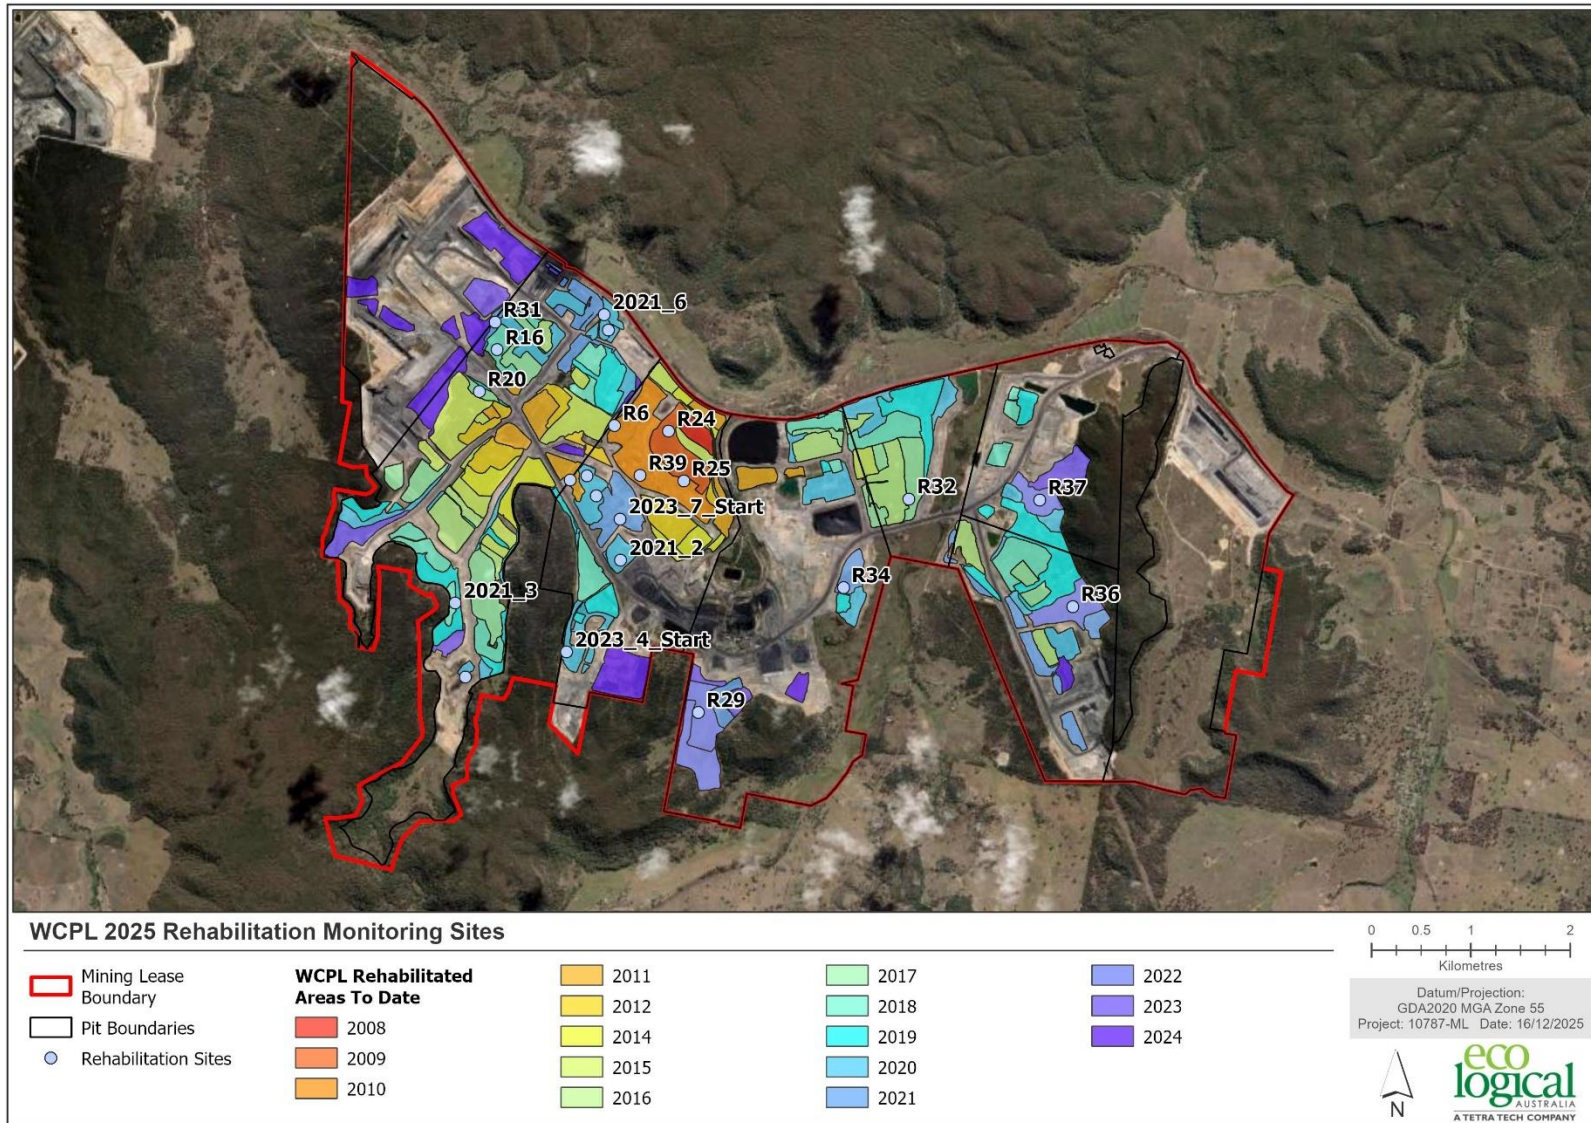 2021_6
R31
R16
R20
R6
R24
R39
R25
R32
R37
2023_7_Start
2021_2
R34
2021_3
R36
2023_4_Start
R29
WCPL 2025 Rehabilitation Monitoring Sites
Mining Lease
Boundary
Pit Boundaries
Rehabilitation Sites
WCPL Rehabilitated
Areas To Date
2008
2009
2010
2011
2012
2014
2015
2016
2017
2018
2019
2020
2021
2022
2023
2024
0 0.5 1 2
Kilometres
Datum/Projection:
GDA2020 MGA Zone 55
Project: 10787-ML Date: 16/12/2025
N
eco
logical
AUSTRALIA
A TETRA TECH COMPANY